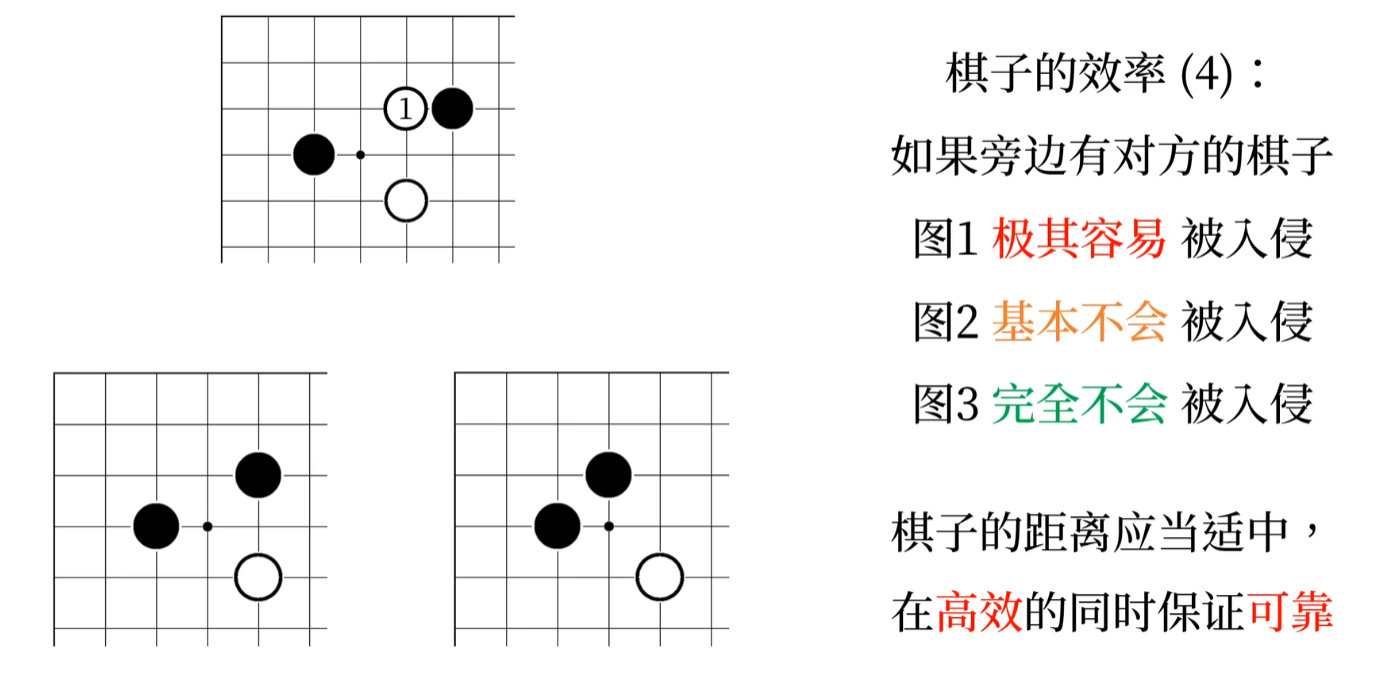 1
棋子的效率 (4)：
如果旁边有对方的棋子
图1 极其容易 被入侵
图2 基本不会 被入侵
图3 完全不会 被入侵
棋子的距离应当适中，
在高效的同时保证可靠